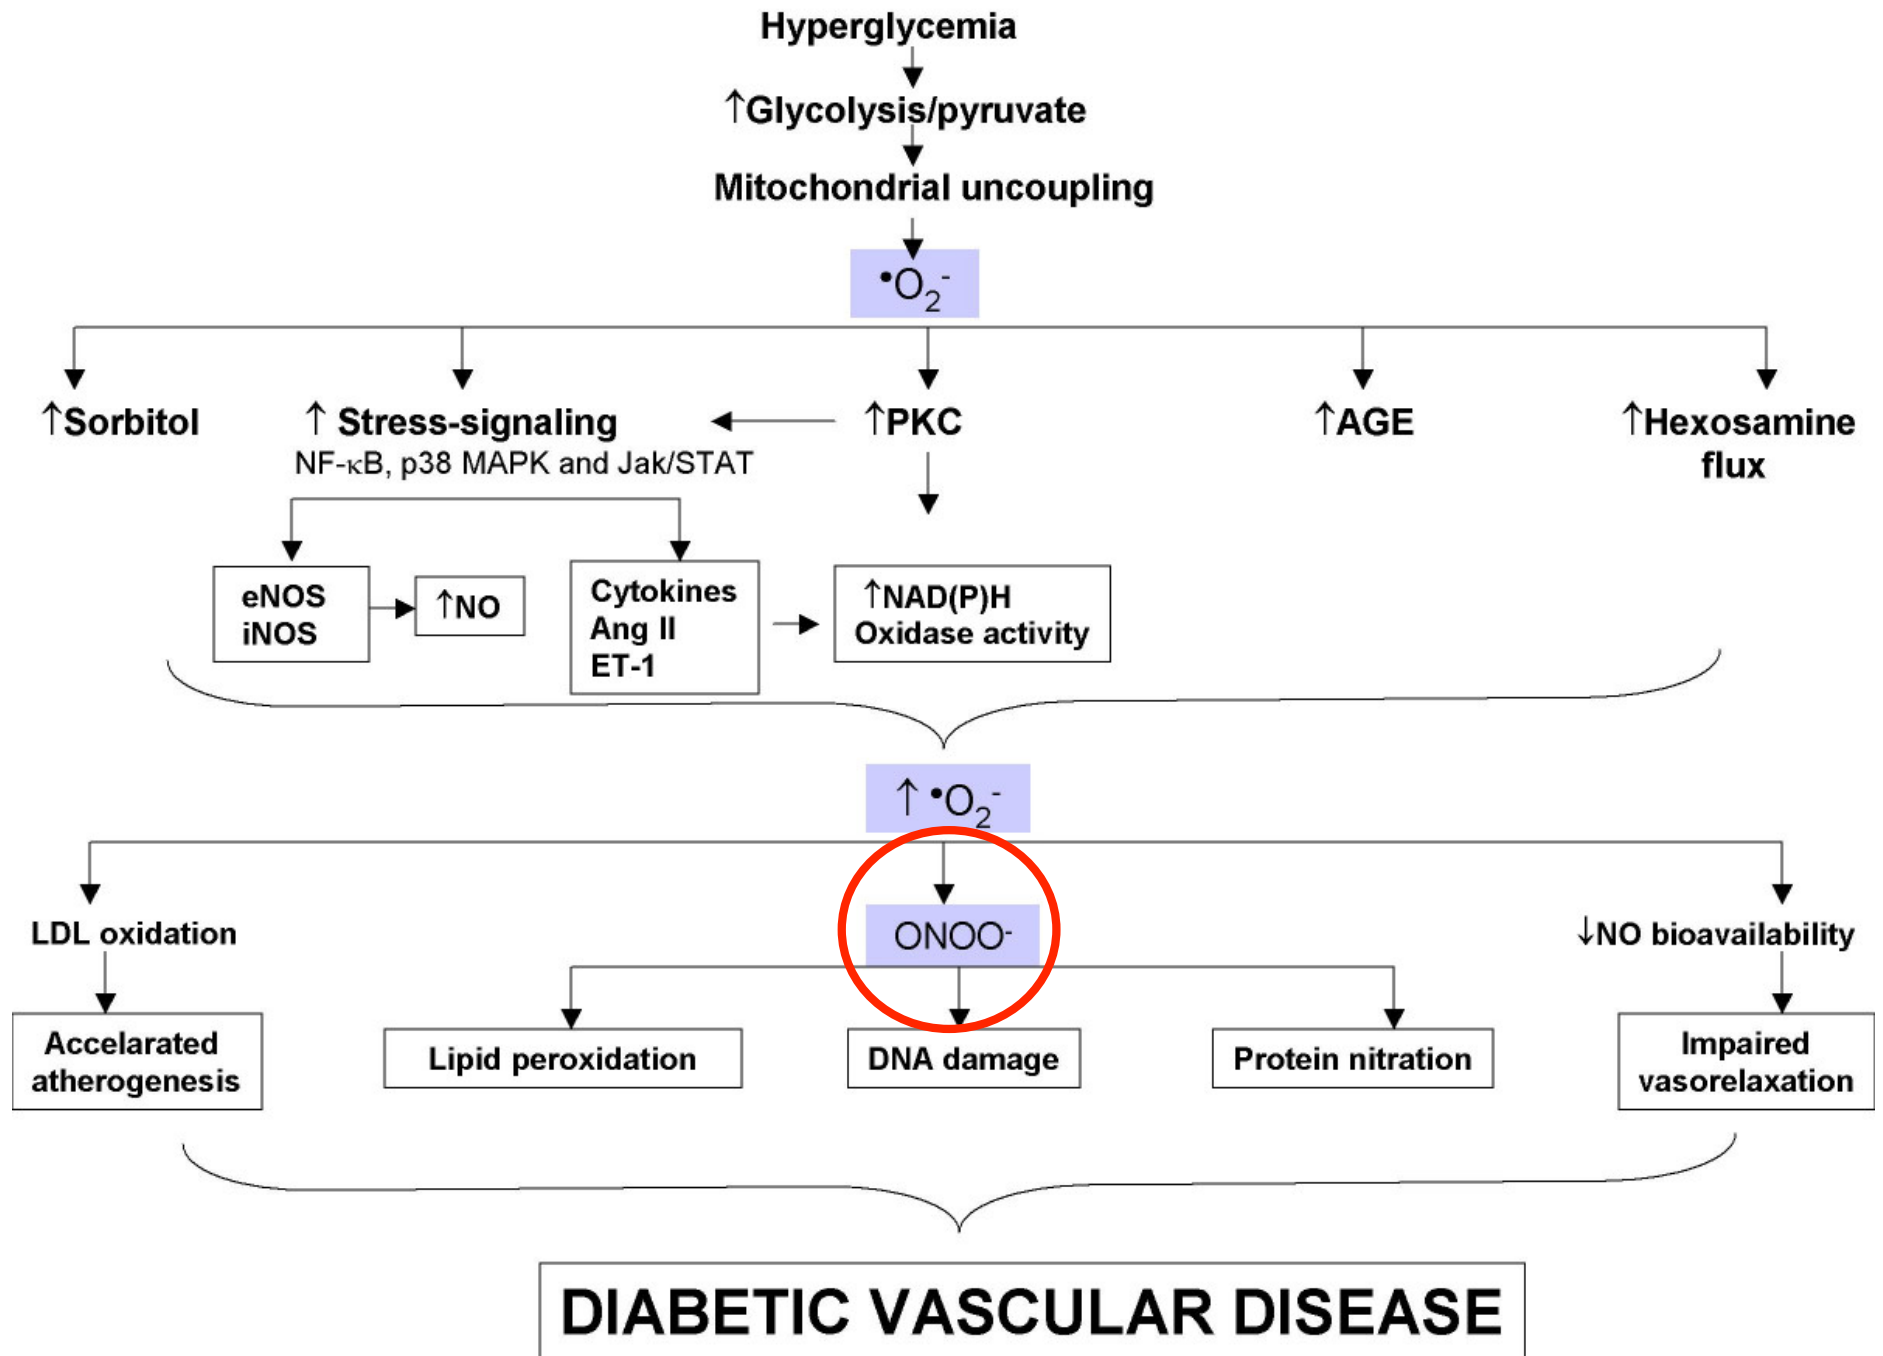 Hyperglycemia
↑Glycolysis/pyruvate
Mitochondrial uncoupling
•O₂⁻
↑Sorbitol
↑ Stress-signaling
NF-κB, p38 MAPK and Jak/STAT
↑PKC
↑AGE
↑Hexosamine
flux
eNOS
iNOS
↑NO
Cytokines
Ang II
ET-1
↑NAD(P)H
Oxidase activity
↑ •O₂⁻
LDL oxidation
ONOO⁻
↓NO bioavailability
Accelarated
atherogenesis
Lipid peroxidation
DNA damage
Protein nitration
Impaired
vasorelaxation
DIABETIC VASCULAR DISEASE